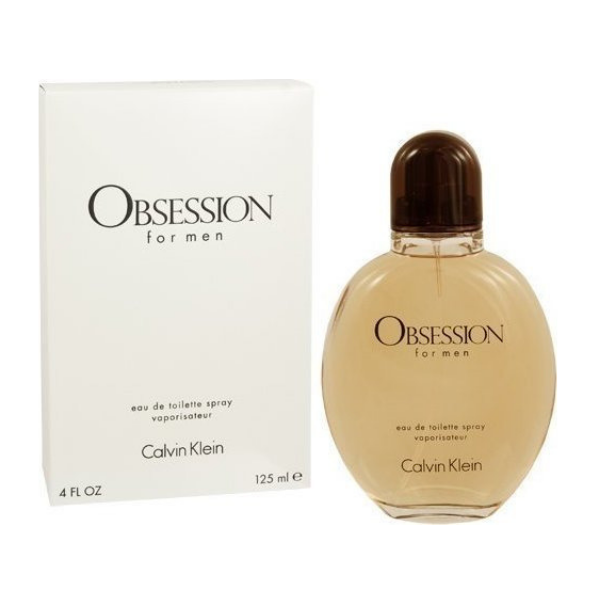 OBSESSION
for men
eau de toilette spray
vaporisateur
Calvin Klein
4 FL OZ
125 ml e
OBSESSION
for men
eau de toilette spray
vaporisateur
Calvin Klein